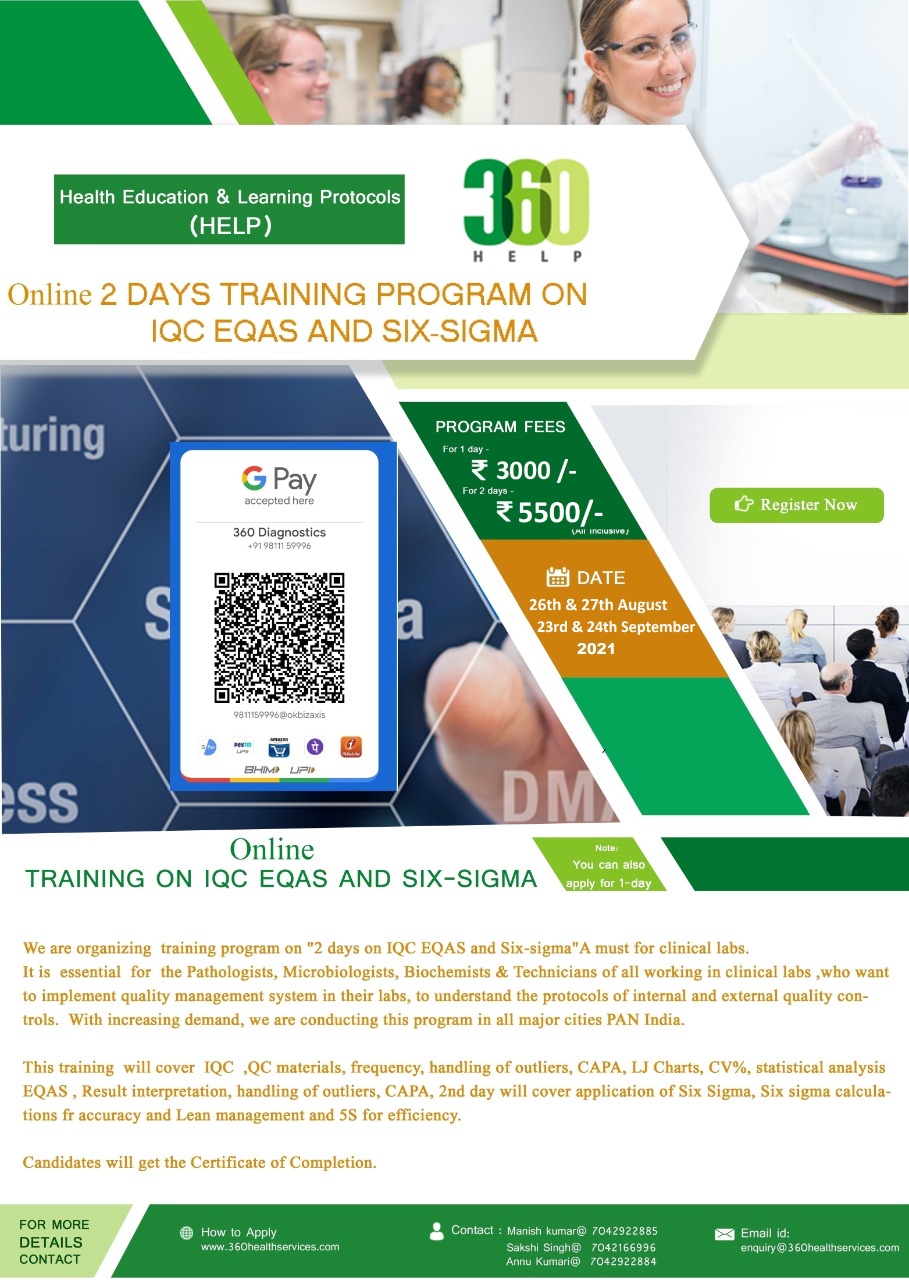 Health Education & Learning Protocols
(HELP)
360
HELP
Online 2 DAYS TRAINING PROGRAM ON
IQC EQAS AND SIX-SIGMA
turing
PROGRAM FEES
For 1 day -
₹ 3000 /-
For 2 days -
₹ 5500/-
(All inclusive)
Register Now
G Pay
accepted here
360 Diagnostics
+91 98111 59996
S
a
9811159996@okbizaxis
Pay
paytm
UPI
amazon
BHIM UPI
DATE
26th & 27th August
23rd & 24th September
2021
ess
DMA
Online
TRAINING ON IQC EQAS AND SIX-SIGMA
Note:
You can also
apply for 1-day
We are organizing training program on "2 days on IQC EQAS and Six-sigma"A must for clinical labs.
It is essential for the Pathologists, Microbiologists, Biochemists & Technicians of all working in clinical labs ,who want
to implement quality management system in their labs, to understand the protocols of internal and external quality con-
trols. With increasing demand, we are conducting this program in all major cities PAN India.
This training will cover IQC ,QC materials, frequency, handling of outliers, CAPA, LJ Charts, CV%, statistical analysis
EQAS , Result interpretation, handling of outliers, CAPA, 2nd day will cover application of Six Sigma, Six sigma calcula-
tions fr accuracy and Lean management and 5S for efficiency.
Candidates will get the Certificate of Completion.
FOR MORE
DETAILS
CONTACT
How to Apply
www.360healthservices.com
Contact : Manish kumar@ 7042922885
Sakshi Singh@ 7042166996
Annu Kumari@ 7042922884
Email id:
enquiry@360healthservices.com